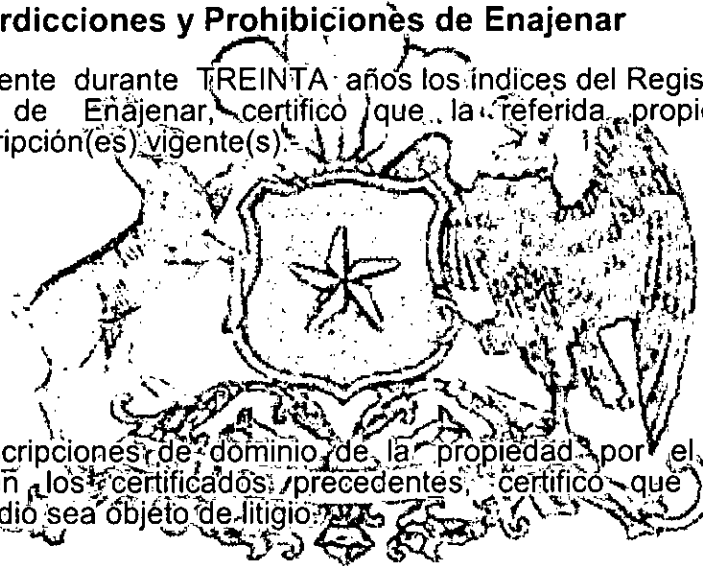 rdicciones y Prohibiciones de Enajenar
ente durante TREINTA años los índices del Regis
de Enajenar, certifico que la referida propie
ripción(es) vigente(s).-
cripciones de dominio de la propiedad por el
n los certificados precedentes, certifico que
dio sea objeto de litigio.